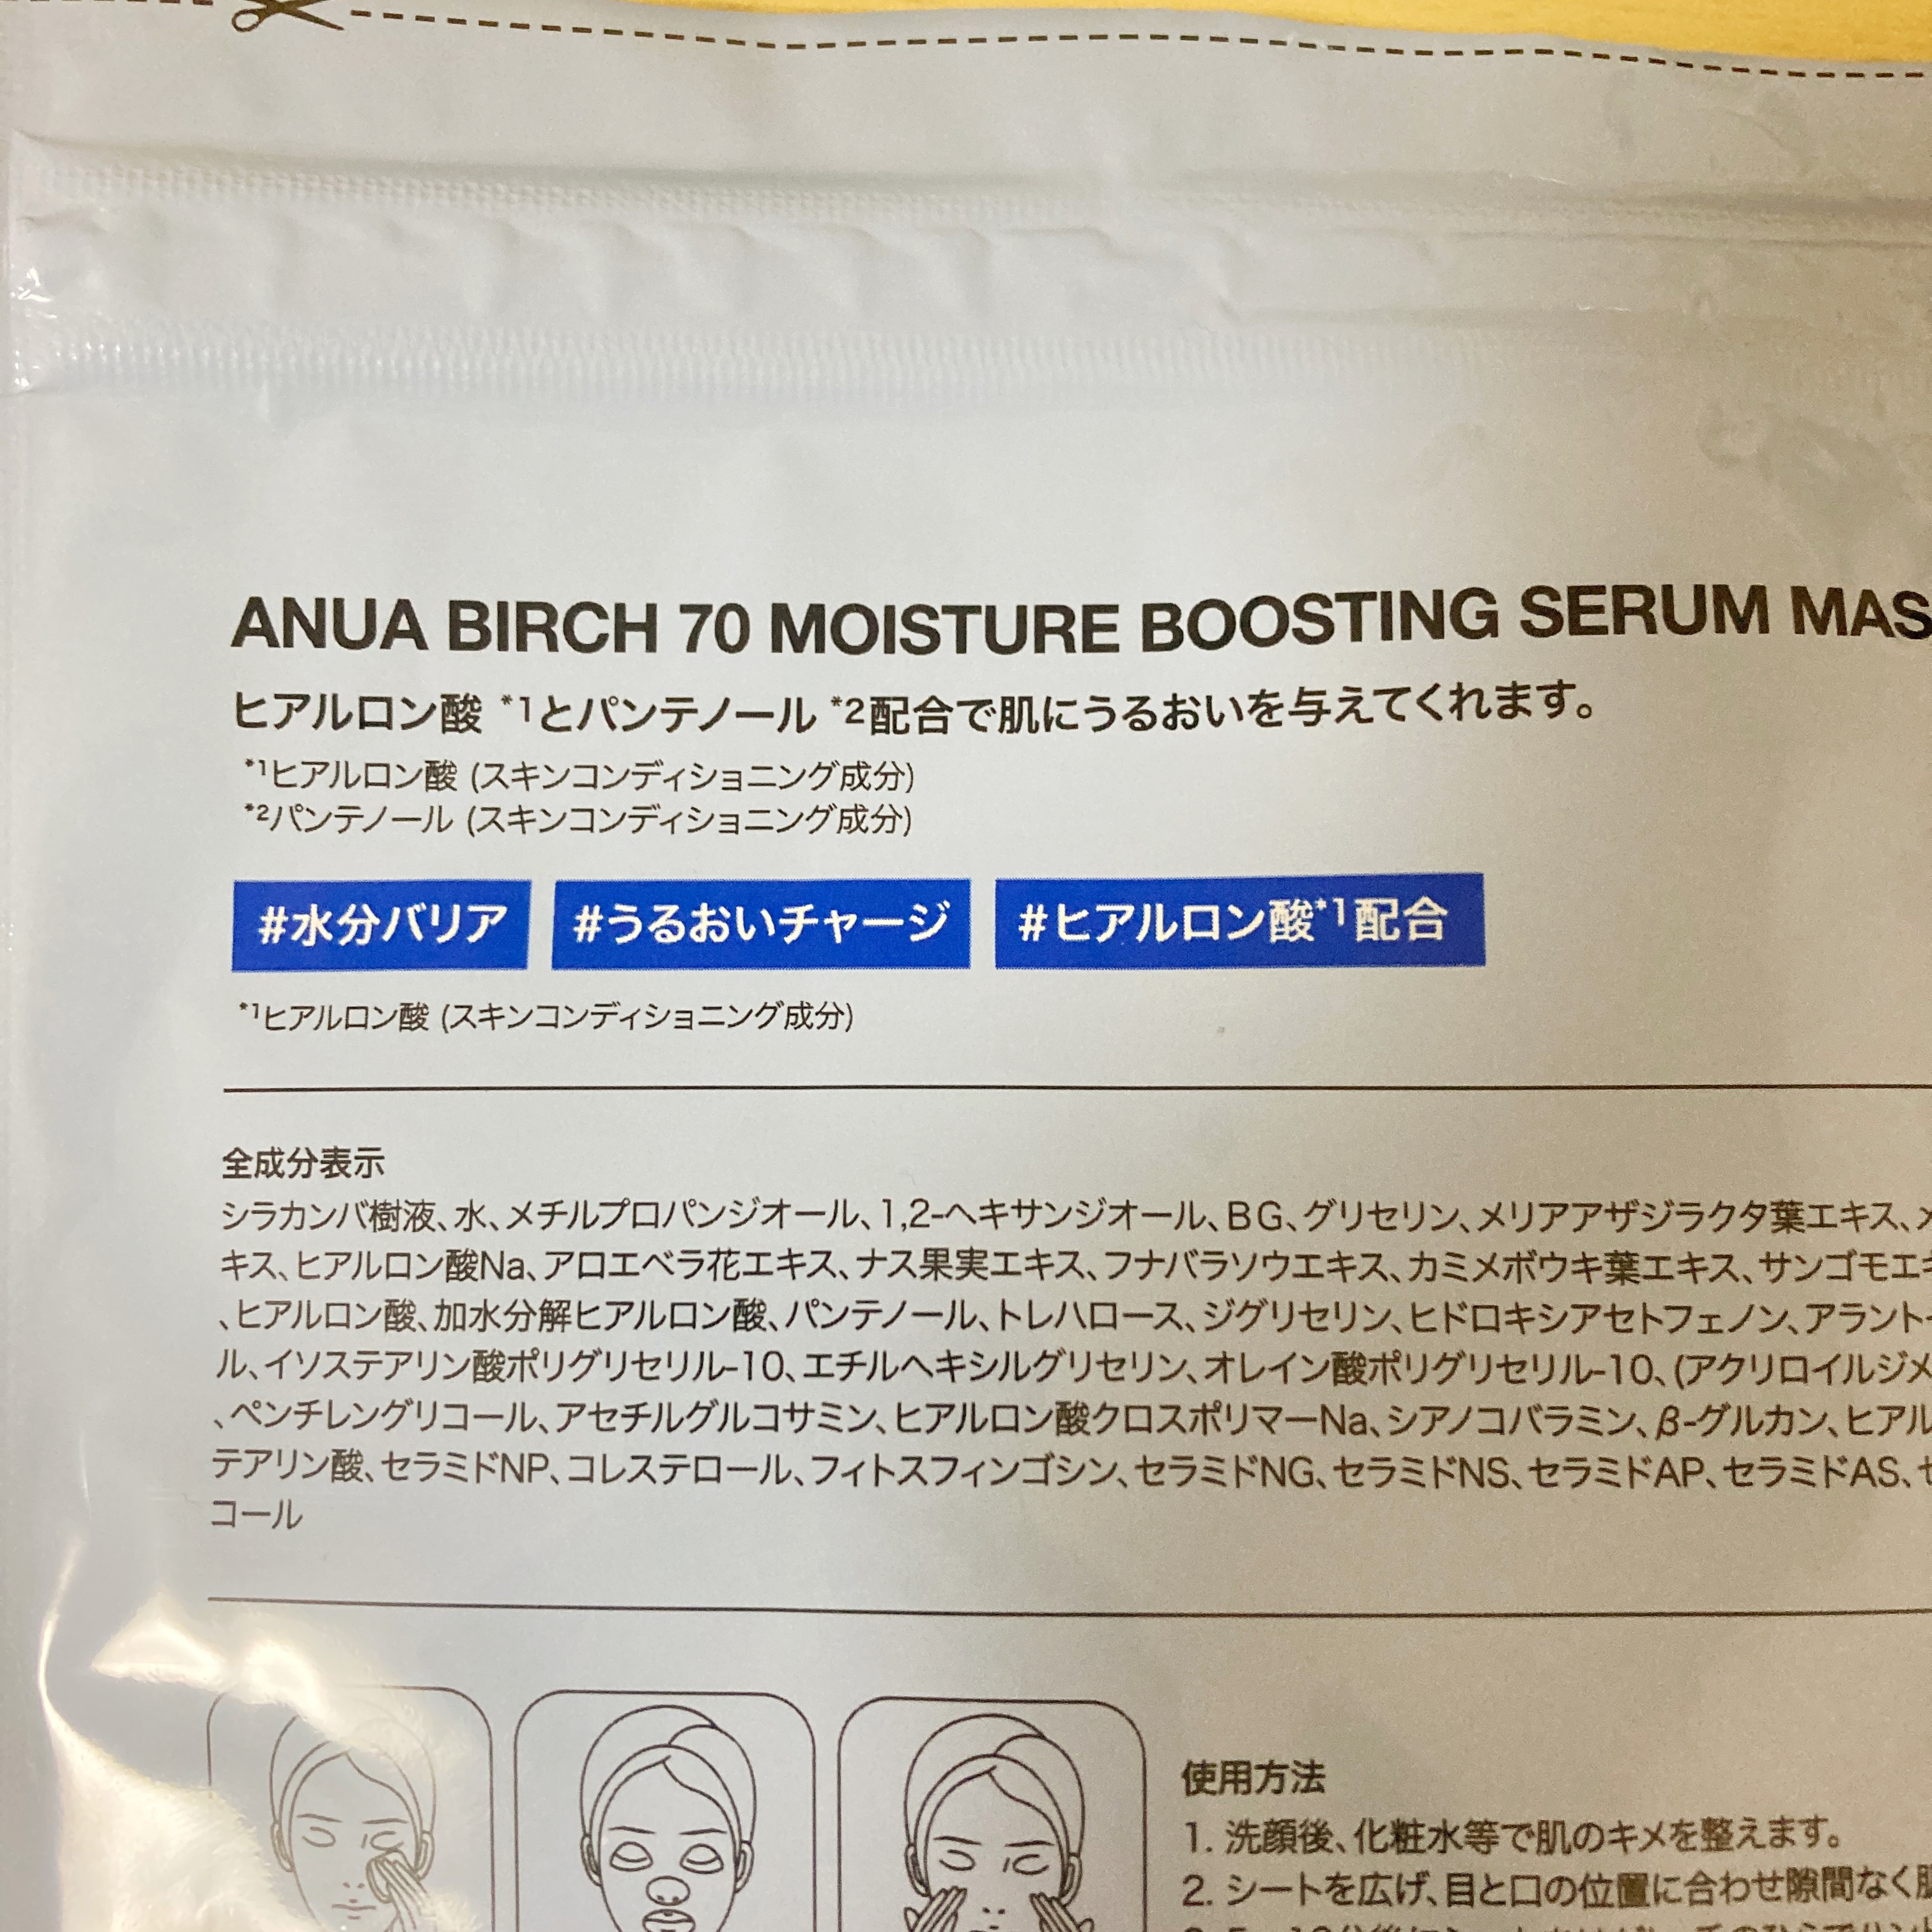 ANUA BIRCH 70 MOISTURE BOOSTING SERUM MAS
ヒアルロン酸 *1とパンテノール *2配合で肌にうるおいを与えてくれます。
*1ヒアルロン酸 (スキンコンディショニング成分)
*2パンテノール (スキンコンディショニング成分)
#水分バリア #うるおいチャージ #ヒアルロン酸*1配合
*1ヒアルロン酸 (スキンコンディショニング成分)
全成分表示
シラカンバ樹液、水、メチルプロパンジオール、1,2-ヘキサンジオール、BG、グリセリン、メリアアザジラクタ葉エキス、
キス、ヒアルロン酸Na、アロエベラ花エキス、ナス果実エキス、フナバラソウエキス、カミメボウキ葉エキス、サンゴモエキ
、ヒアルロン酸、加水分解ヒアルロン酸、パンテノール、トレハロース、ジグリセリン、ヒドロキシアセトフェノン、アラント
ル、イソステアリン酸ポリグリセリル-10、エチルヘキシルグリセリン、オレイン酸ポリグリセリル-10、(アクリロイルジメ
、ペンチレングリコール、アセチルグルコサミン、ヒアルロン酸クロスポリマーNa、シアノコバラミン、β-グルカン、ヒアル
テアリン酸、セラミドNP、コレステロール、フィトスフィンゴシン、セラミドNG、セラミドNS、セラミドAP、セラミドAS、
コール
使用方法
1. 洗顔後、化粧水等で肌のキメを整えます。
2. シートを広げ、目と口の位置に合わせ隙間なく肌